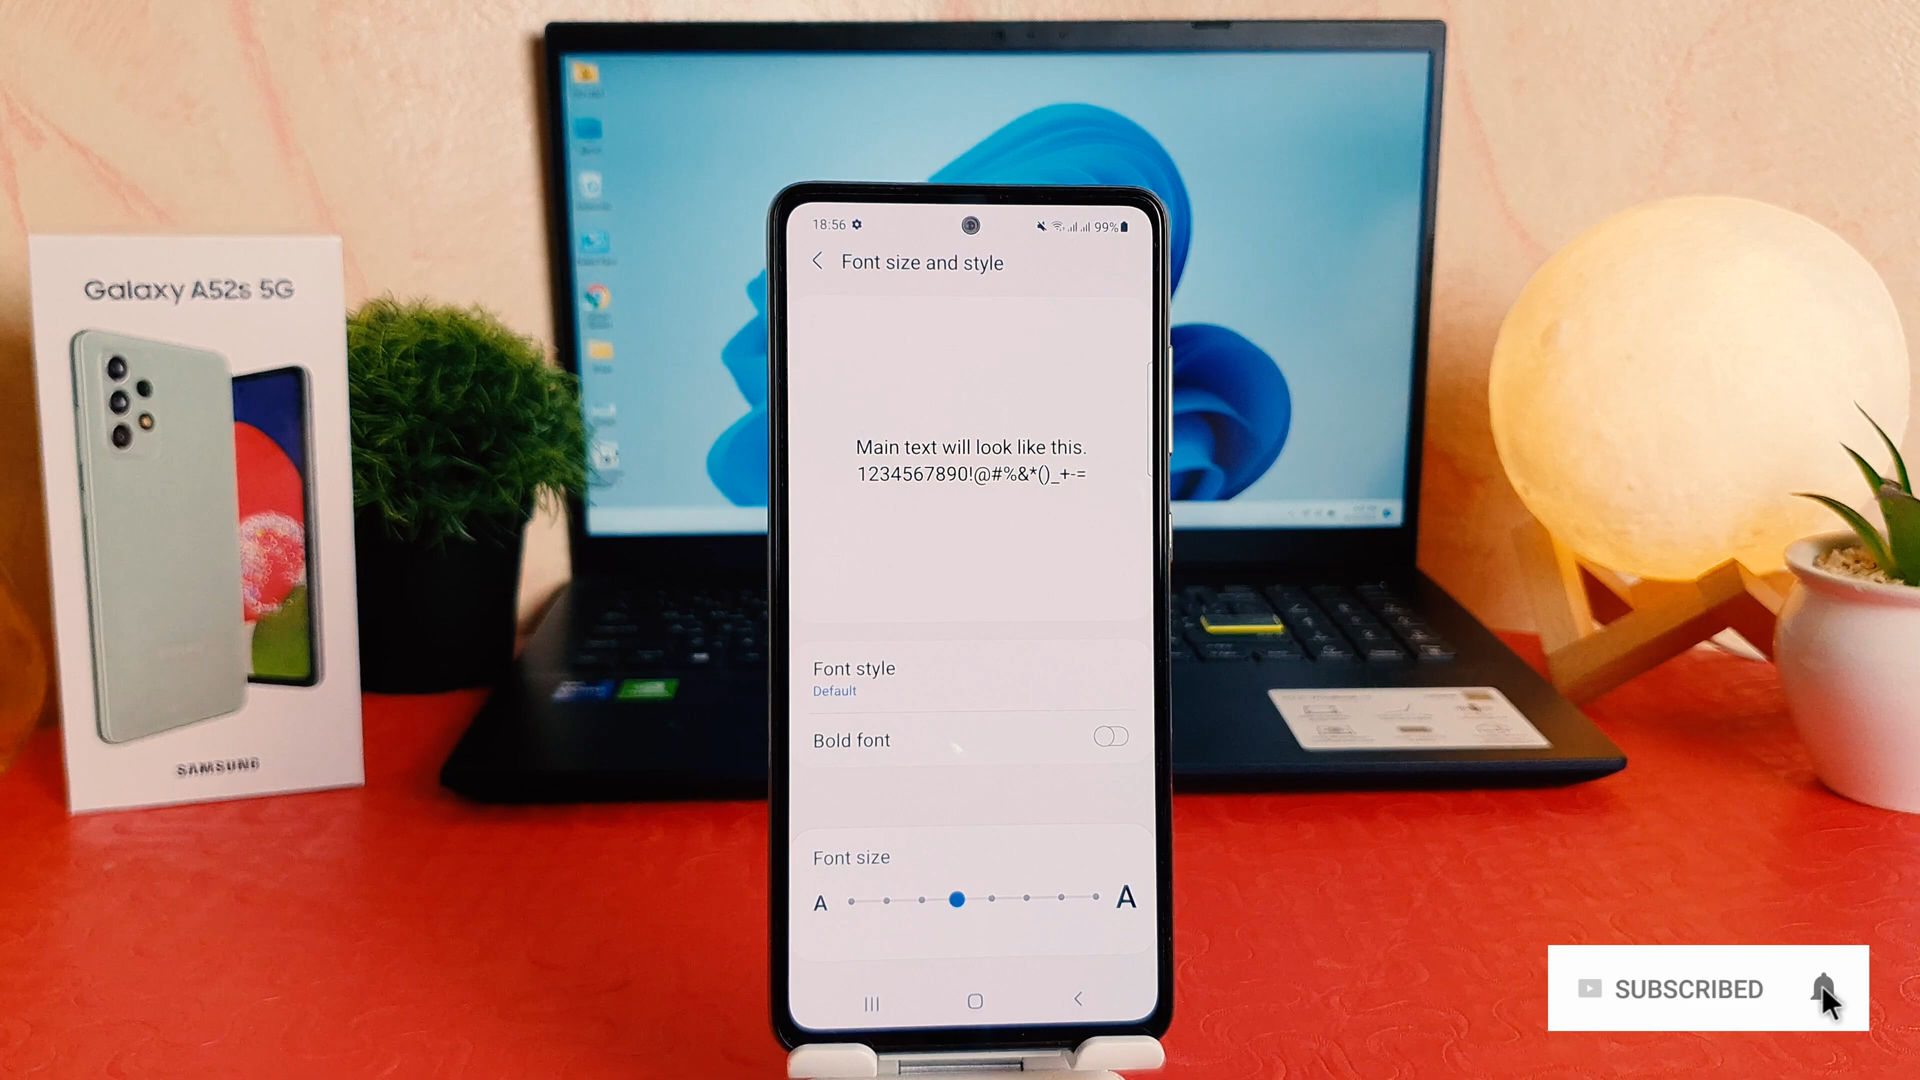 Galaxy A52s 5G
SAMSUNG
18:56
99%
Font size and style
Main text will look like this.
1234567890!@#%&*()_+-=
Font style
Default
Bold font
Font size
A
A
SUBSCRIBED